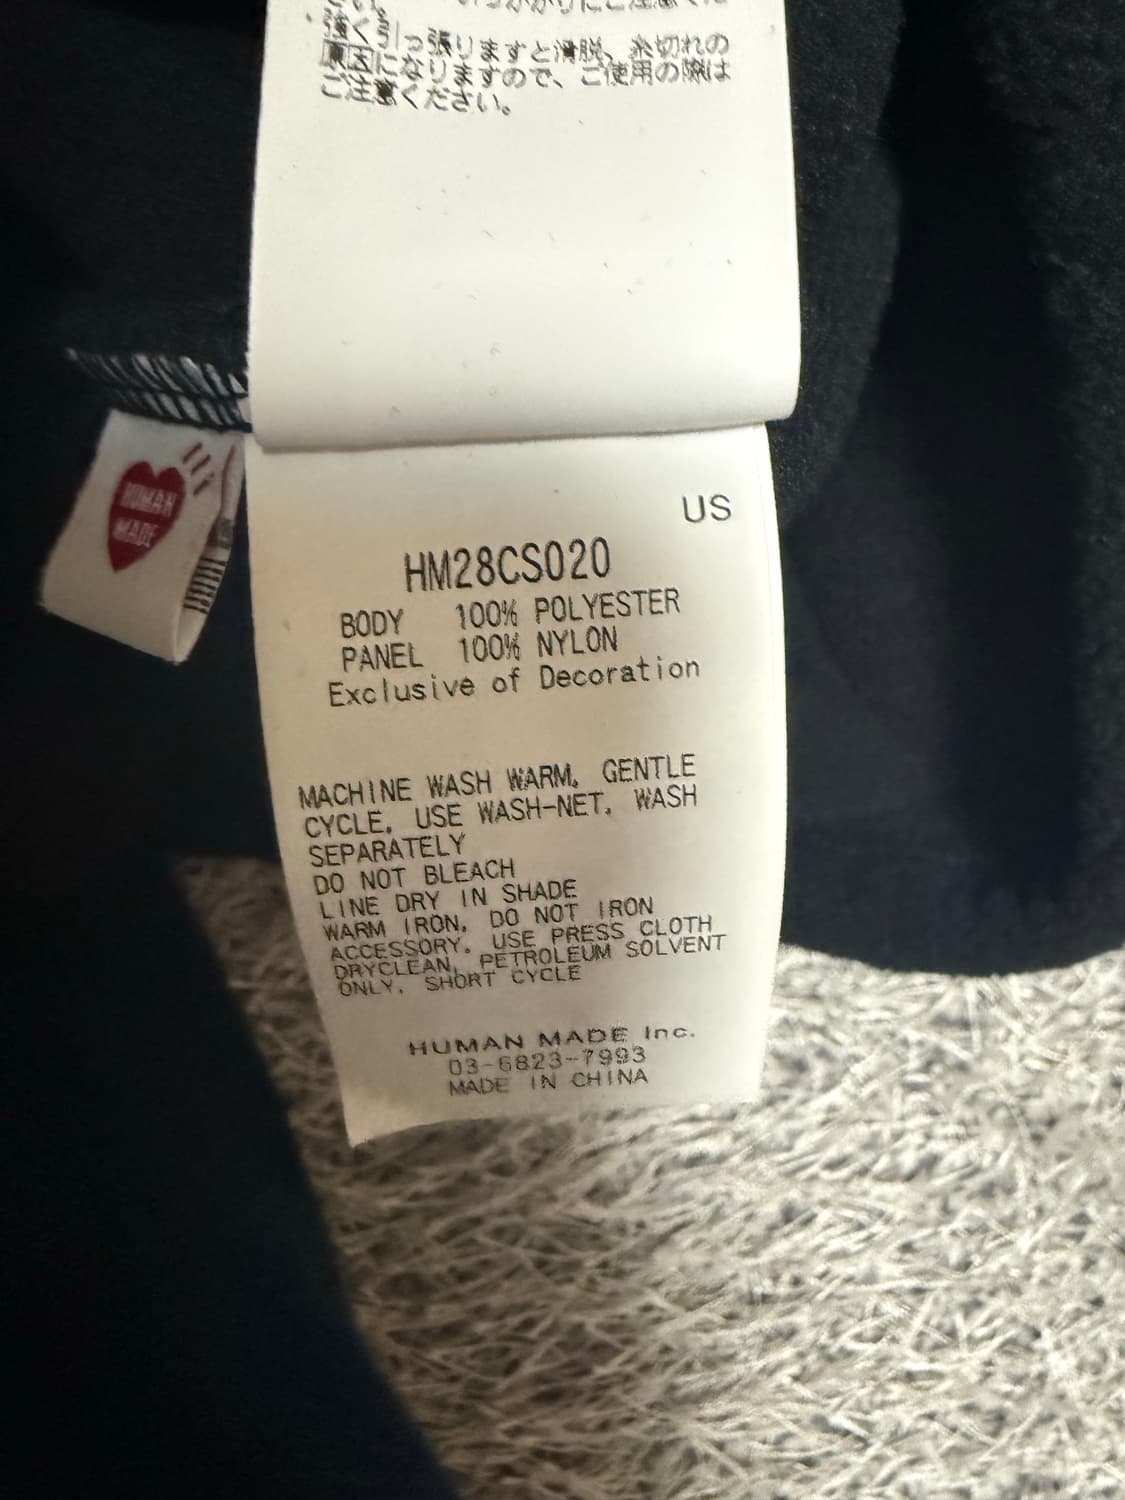 強く引っ張りますと滑脱、糸切れの
原因になりますので、ご使用の際は
ご注意ください。
HUMAN
MADE
US
HM28CS020
BODY 100% POLYESTER
PANEL 100% NYLON
Exclusive of Decoration
MACHINE WASH WARM, GENTLE
CYCLE, USE WASH-NET, WASH
SEPARATELY
DO NOT BLEACH
LINE DRY IN SHADE
WARM IRON, DO NOT IRON
ACCESSORY, USE PRESS CLOTH
DRYCLEAN, PETROLEUM SOLVENT
ONLY, SHORT CYCLE
HUMAN MADE Inc.
03-6823-7993
MADE IN CHINA